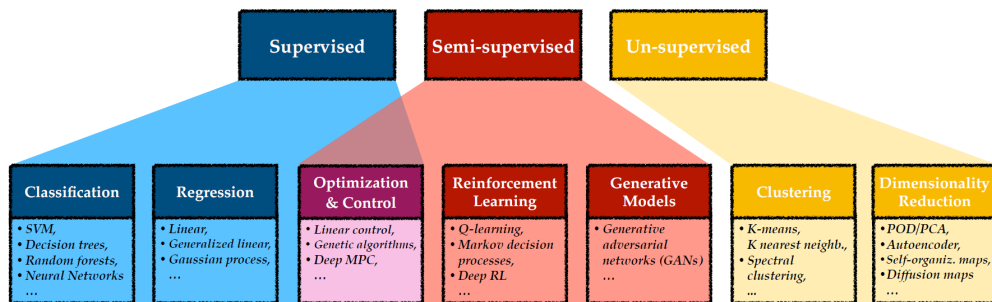 Supervised
Semi-supervised
Un-supervised
Classification
• SVM,
• Decision trees,
• Random forests,
• Neural Networks
• ...
Regression
• Linear,
• Generalized linear,
• Gaussian process,
• ...
Optimization
& Control
• Linear control,
• Genetic algorithms,
• Deep MPC,
• ...
Reinforcement
Learning
• Q-learning,
• Markov decision
processes,
• Deep RL
• ...
Generative
Models
• Generative
adversarial
networks (GANs)
• ...
Clustering
• K-means,
• K nearest neighb.,
• Spectral
clustering,
• ...
Dimensionality
Reduction
• POD/PCA,
• Autoencoder,
• Self-organiz. maps,
• Diffusion maps
• ...